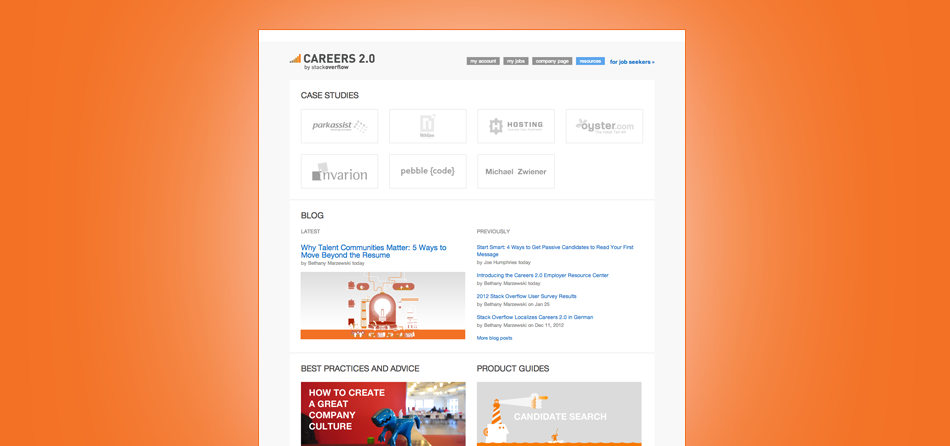 CAREERS 2.0
by stackoverflow
my account
my jobs
company page
resources
for job seekers »
CASE STUDIES
parkassist
HOSTING
oyster.com
invarion
pebble {code}
Michael Zwiener
BLOG
LATEST
Why Talent Communities Matter: 5 Ways to
Move Beyond the Resume
by Bethany Marzewski today
PREVIOUSLY
Start Smart: 4 Ways to Get Passive Candidates to Read Your First
Message
by Joe Humphries today
Introducing the Careers 2.0 Employer Resource Center
by Bethany Marzewski today
2012 Stack Overflow User Survey Results
by Bethany Marzewski on Jan 25
Stack Overflow Localizes Careers 2.0 in German
by Bethany Marzewski on Dec 11, 2012
More blog posts
BEST PRACTICES AND ADVICE
HOW TO CREATE
A GREAT
COMPANY
CULTURE
PRODUCT GUIDES
CANDIDATE SEARCH